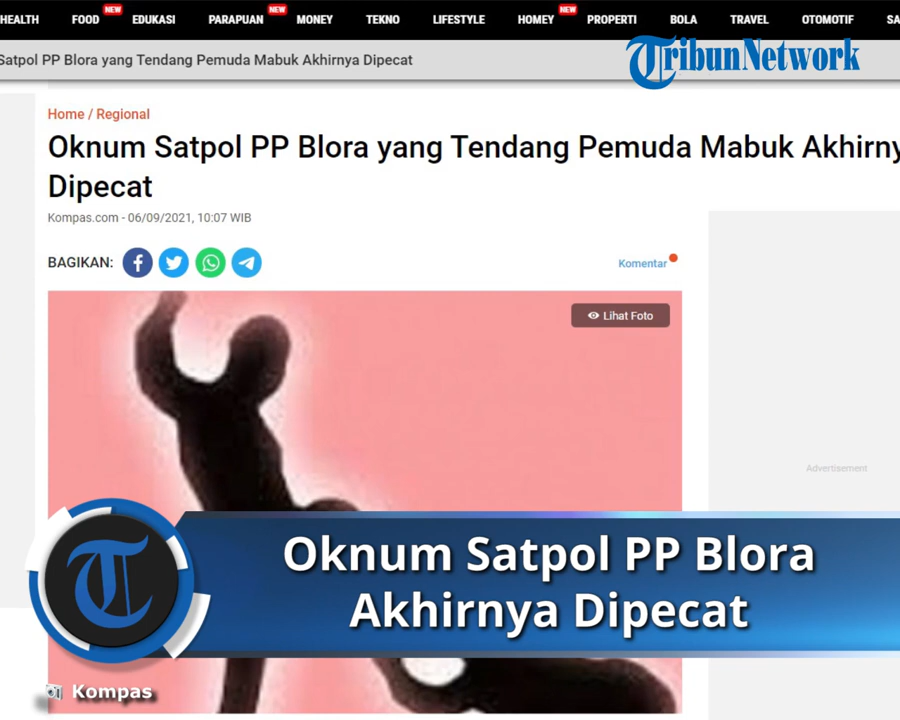 HEALTH FOOD NEW EDUKASI PARAPUAN NEW MONEY TEKNO LIFESTYLE HOMEY NEW PROPERTI BOLA TRAVEL OTOMOTIF SA
Satpol PP Blora yang Tendang Pemuda Mabuk Akhirnya Dipecat
TribunNetwork
Home / Regional
Oknum Satpol PP Blora yang Tendang Pemuda Mabuk Akhirny
Dipecat
Kompas.com - 06/09/2021, 10:07 WIB
BAGIKAN:
Komentar
Lihat Foto
Advertisement
Oknum Satpol PP Blora
Akhirnya Dipecat
T
Kompas